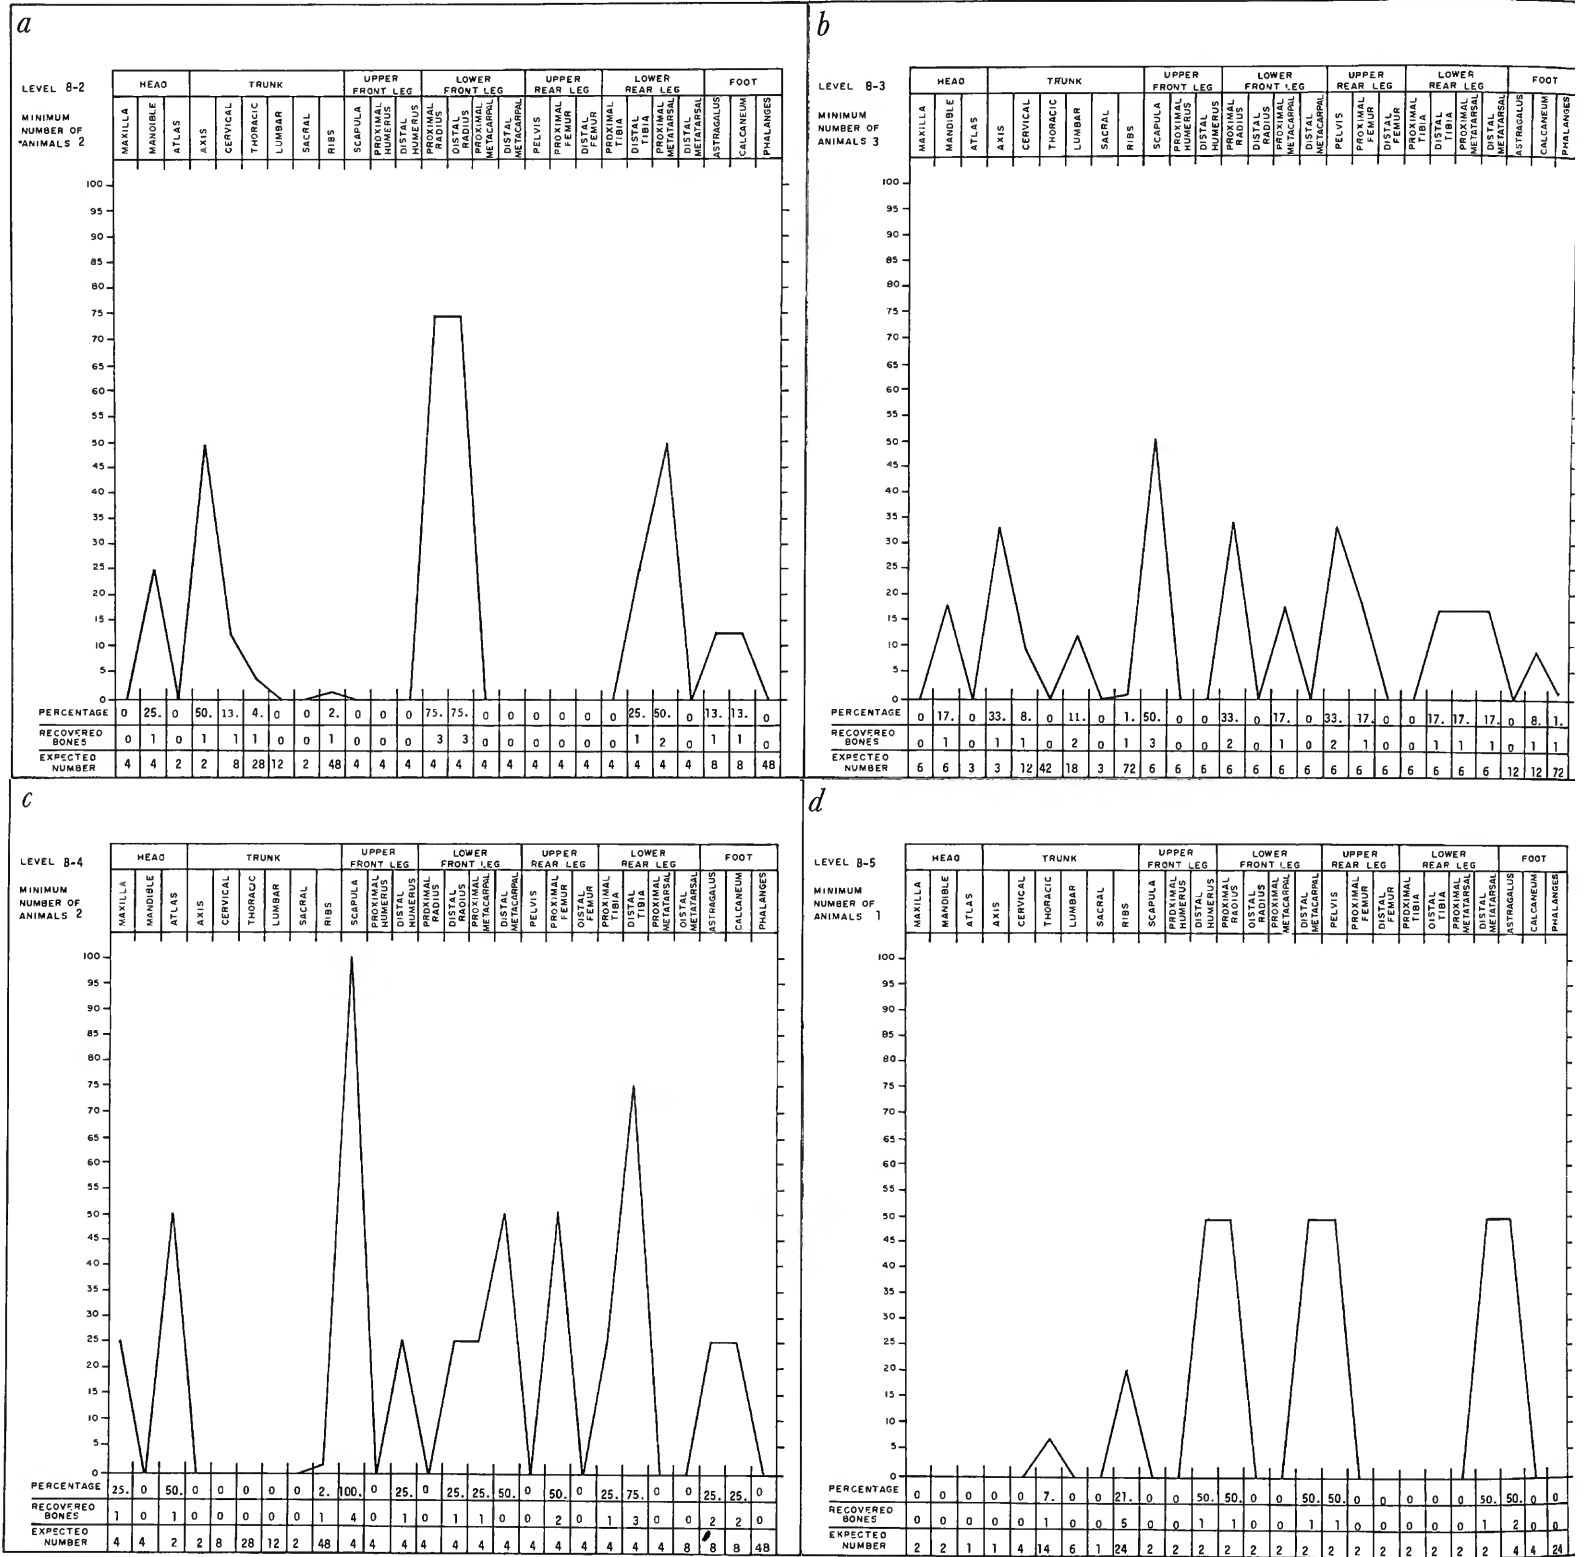 a
LEVEL B-2
MINIMUM
NUMBER OF
ANIMALS 2
HEAD TRUNK UPPER FRONT LEG LOWER FRONT LEG UPPER REAR LEG LOWER REAR LEG FOOT
MAXILLA
MANDIBLE
ATLAS
AXIS
CERVICAL
THORACIC
LUMBAR
SACRAL
RIBS
SCAPULA
PROXIMAL HUMERUS
DISTAL HUMERUS
PROXIMAL RADIUS
DISTAL RADIUS
PROXIMAL METACARPAL
DISTAL METACARPAL
PELVIS
PROXIMAL FEMUR
DISTAL FEMUR
PROXIMAL TIBIA
DISTAL TIBIA
PROXIMAL METATARSAL
DISTAL METATARSAL
ASTRAGALUS
CALCANEUM
PHALANGES
100
95
90
85
80
75
70
65
60
55
50
45
40
35
30
25
20
15
10
5
0
PERCENTAGE 0 25. 0 50. 13. 4. 0 0 2. 0 0 0 75. 75. 0 0 0 0 0 0 25. 50. 0 13. 13. 0
RECOVERED BONES 0 1 0 1 1 1 0 0 1 0 0 0 3 3 0 0 0 0 0 0 1 2 0 1 1 0
EXPECTED NUMBER 4 4 2 2 8 28 12 2 48 4 4 4 4 4 4 4 4 4 4 4 4 4 4 8 8 48
b
LEVEL B-3
MINIMUM
NUMBER OF
ANIMALS 3
HEAD TRUNK UPPER FRONT LEG LOWER FRONT LEG UPPER REAR LEG LOWER REAR LEG FOOT
MAXILLA
MANDIBLE
ATLAS
AXIS
CERVICAL
THORACIC
LUMBAR
SACRAL
RIBS
SCAPULA
PROXIMAL HUMERUS
DISTAL HUMERUS
PROXIMAL RADIUS
DISTAL RADIUS
PROXIMAL METACARPAL
DISTAL METACARPAL
PELVIS
PROXIMAL FEMUR
DISTAL FEMUR
PROXIMAL TIBIA
DISTAL TIBIA
PROXIMAL METATARSAL
DISTAL METATARSAL
ASTRAGALUS
CALCANEUM
PHALANGES
100
95
90
85
80
75
70
65
60
55
50
45
40
35
30
25
20
15
10
5
0
PERCENTAGE 0 17. 0 33. 8. 0 11. 0 1. 50. 0 0 33. 0 17. 0 33. 17. 0 0 17. 17. 17. 0 8. 1.
RECOVERED BONES 0 1 0 1 1 0 2 0 1 3 0 0 2 0 1 0 2 1 0 0 1 1 1 0 1 1
EXPECTED NUMBER 6 6 3 3 12 42 18 3 72 6 6 6 6 6 6 6 6 6 6 6 6 6 6 12 12 72
c
LEVEL B-4
MINIMUM
NUMBER OF
ANIMALS 2
HEAD TRUNK UPPER FRONT LEG LOWER FRONT LEG UPPER REAR LEG LOWER REAR LEG FOOT
MAXILLA
MANDIBLE
ATLAS
AXIS
CERVICAL
THORACIC
LUMBAR
SACRAL
RIBS
SCAPULA
PROXIMAL HUMERUS
DISTAL HUMERUS
PROXIMAL RADIUS
DISTAL RADIUS
PROXIMAL METACARPAL
DISTAL METACARPAL
PELVIS
PROXIMAL FEMUR
DISTAL FEMUR
PROXIMAL TIBIA
DISTAL TIBIA
PROXIMAL METATARSAL
DISTAL METATARSAL
ASTRAGALUS
CALCANEUM
PHALANGES
100
95
90
85
80
75
70
65
60
55
50
45
40
35
30
25
20
15
10
5
0
PERCENTAGE 25. 0 50. 0 0 0 0 0 2. 100. 0 25. 0 25. 25. 50. 0 50. 0 25. 75. 0 0 25. 25. 0
RECOVERED BONES 1 0 1 0 0 0 0 0 1 4 0 1 0 1 1 0 0 2 0 1 3 0 0 2 2 0
EXPECTED NUMBER 4 4 2 2 8 28 12 2 48 4 4 4 4 4 4 4 4 4 4 4 4 4 8 8 8 48
d
LEVEL B-5
MINIMUM
NUMBER OF
ANIMALS 1
HEAD TRUNK UPPER FRONT LEG LOWER FRONT LEG UPPER REAR LEG LOWER REAR LEG FOOT
MAXILLA
MANDIBLE
ATLAS
AXIS
CERVICAL
THORACIC
LUMBAR
SACRAL
RIBS
SCAPULA
PROXIMAL HUMERUS
DISTAL HUMERUS
PROXIMAL RADIUS
DISTAL RADIUS
PROXIMAL METACARPAL
DISTAL METACARPAL
PELVIS
PROXIMAL FEMUR
DISTAL FEMUR
PROXIMAL TIBIA
DISTAL TIBIA
PROXIMAL METATARSAL
DISTAL METATARSAL
ASTRAGALUS
CALCANEUM
PHALANGES
100
95
90
85
80
75
70
65
60
55
50
45
40
35
30
25
20
15
10
5
0
PERCENTAGE 0 0 0 0 0 7. 0 0 21. 0 0 50. 50. 0 0 50. 50. 0 0 0 0 0 50. 50. 0 0
RECOVERED BONES 0 0 0 0 0 1 0 0 5 0 0 1 1 0 0 1 1 0 0 0 0 0 1 2 0 0
EXPECTED NUMBER 2 2 1 1 4 14 6 1 24 2 2 2 2 2 2 2 2 2 2 2 2 2 2 4 4 24